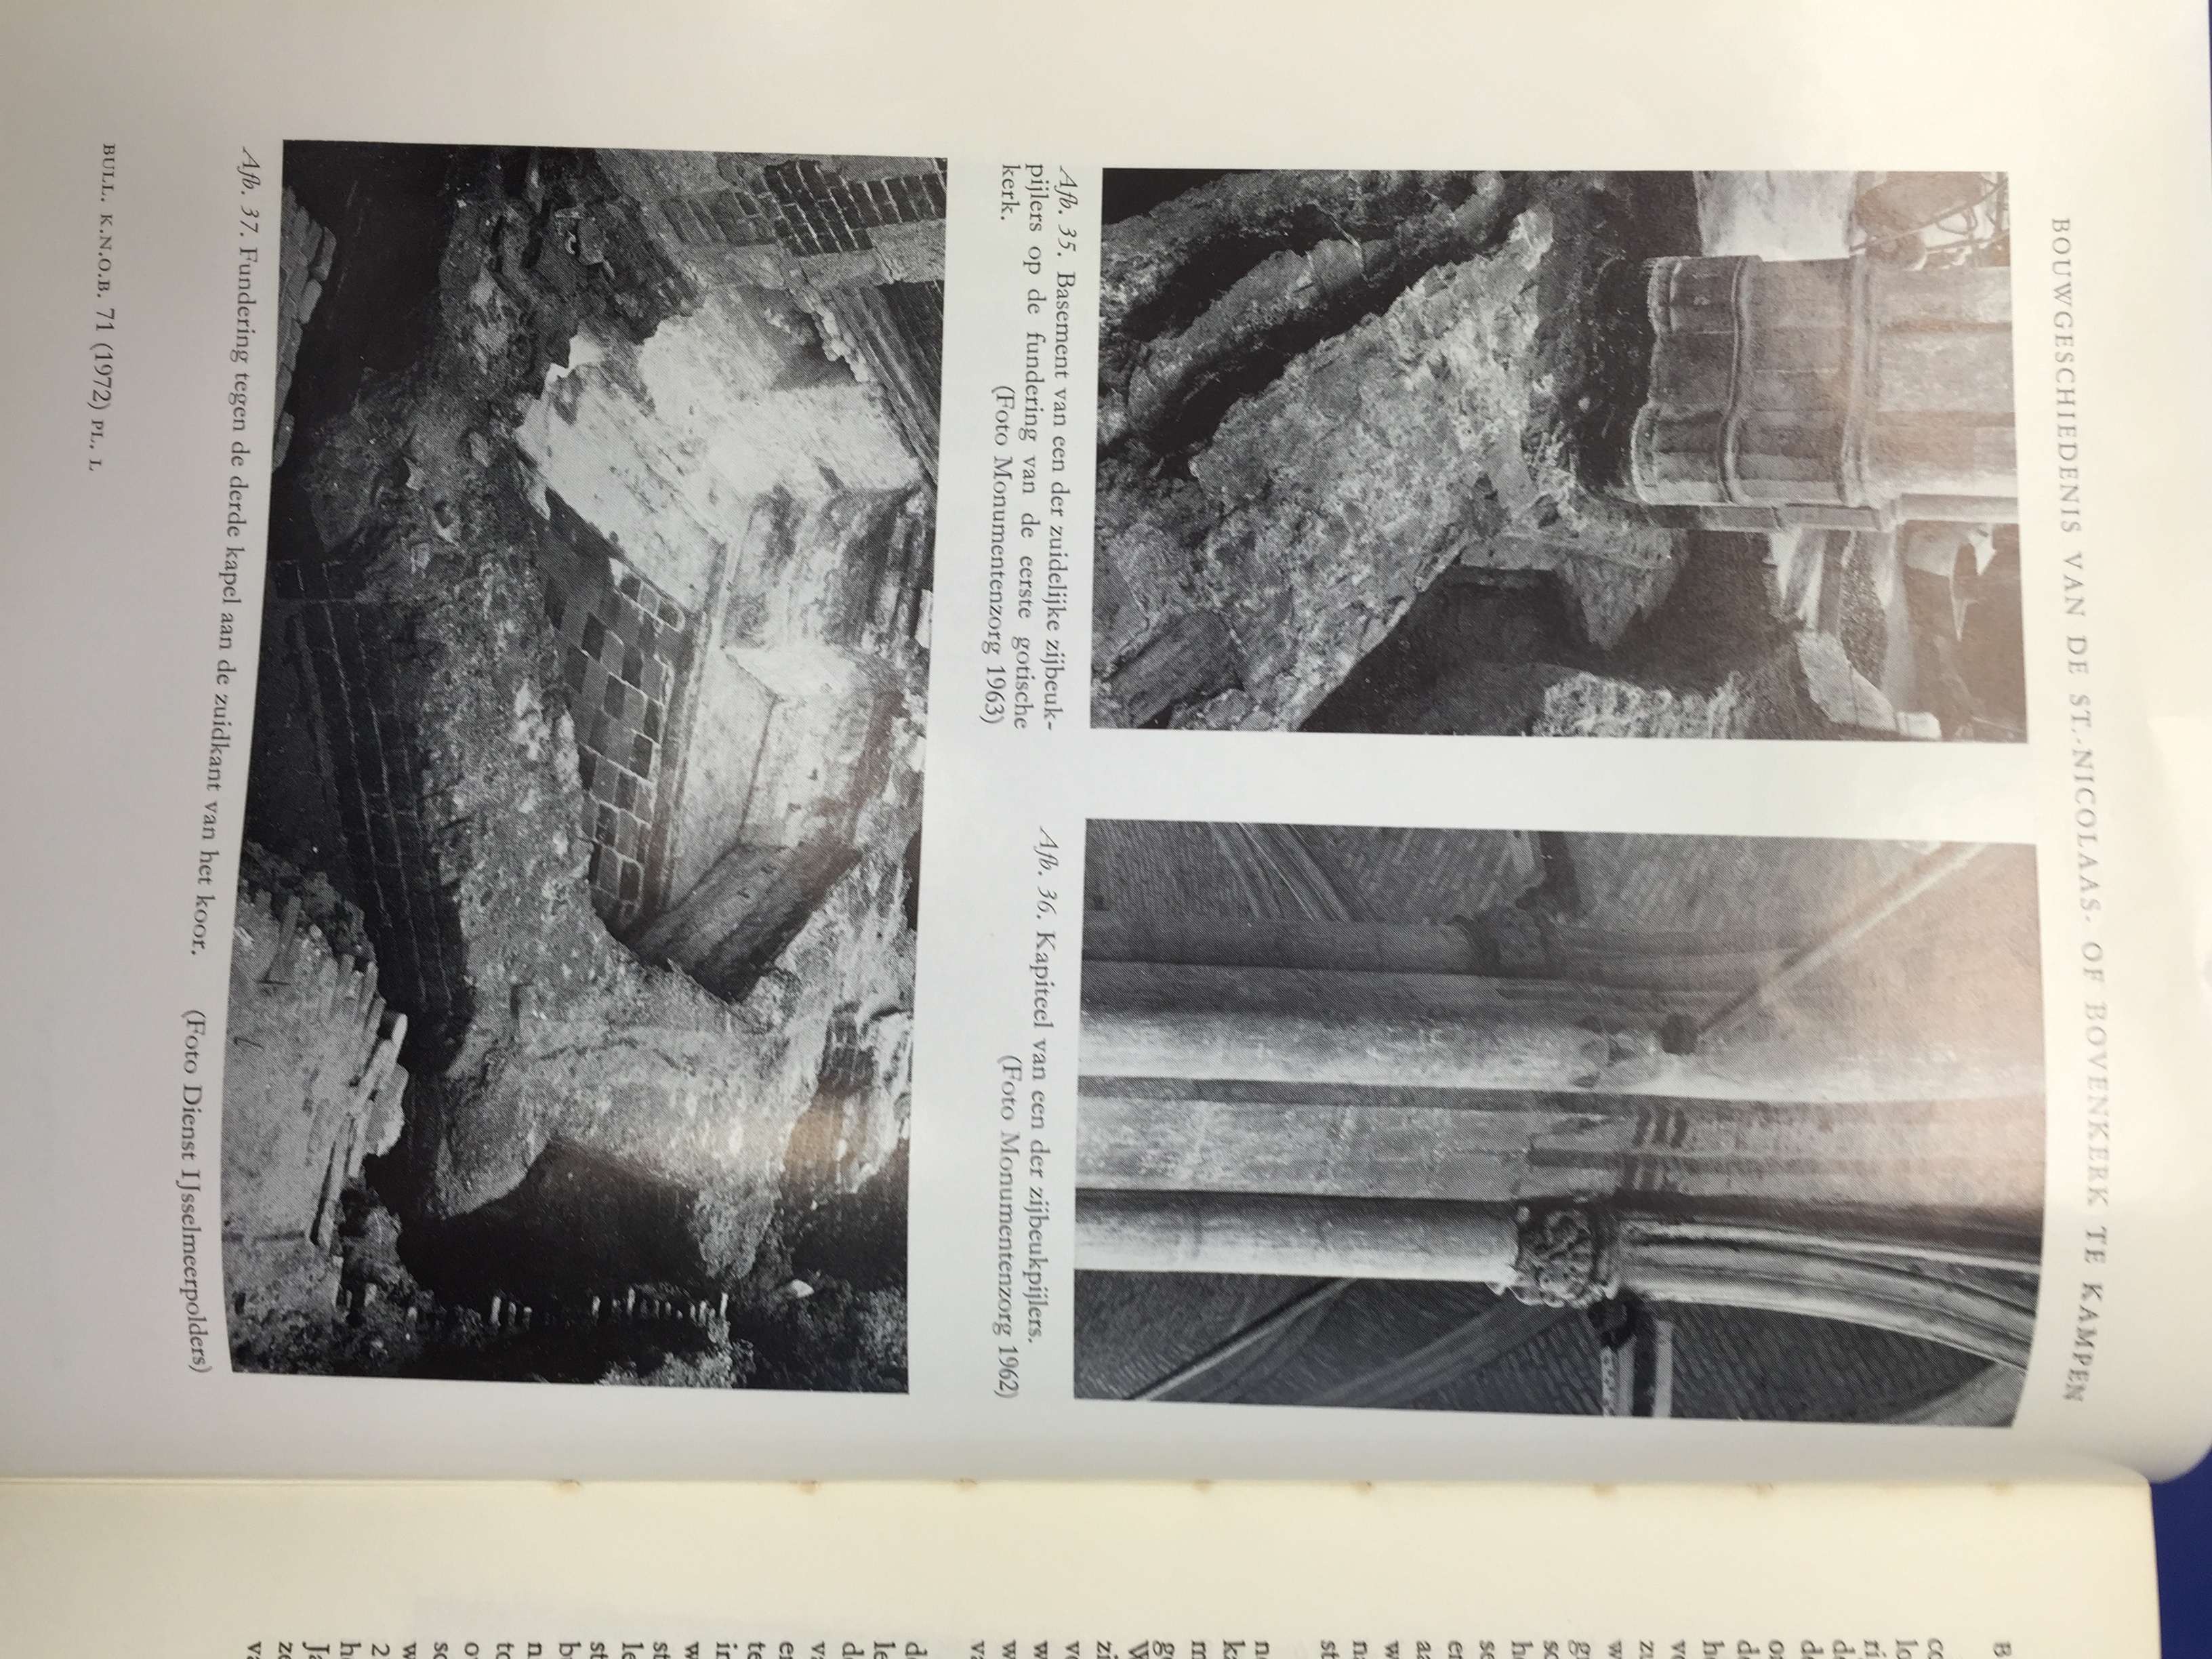 BOUWGESCHIEDENIS VAN DE ST.-NICOLAAS- OF BOVENKERK TE KAMPEN
Afb. 35. Basement van een der zuidelijke zijbeuk-
pijlers op de fundering van de eerste gotische
kerk.
(Foto Monumentenzorg 1963)
Afb. 36. Kapiteel van een der zijbeukpijlers.
(Foto Monumentenzorg 1962)
Afb. 37. Fundering tegen de derde kapel aan de zuidkant van het koor.
(Foto Dienst IJsselmeerpolders)
BULL. K.N.O.B. 71 (1972) PL. L